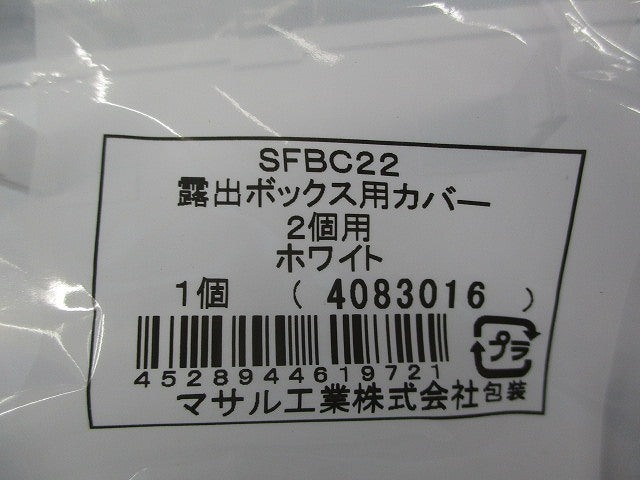 SFBC22
露出ボックス用カバー
2個用
ホワイト
1個 (4083016)
4528944619721
プラ
マサル工業株式会社 包装